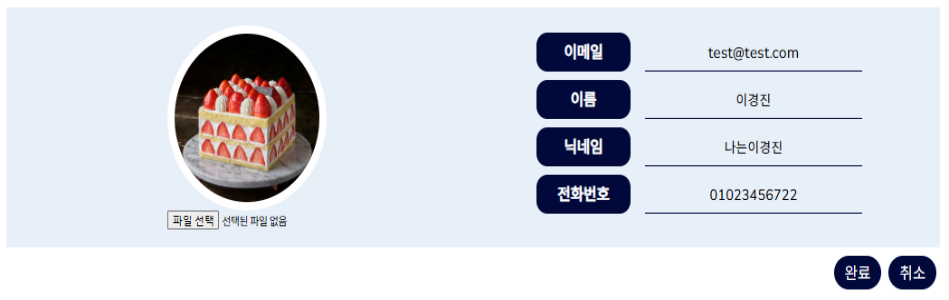 이메일 test@test.com
이름 이경진
닉네임 나는이경진
전화번호 01023456722
파일 선택 선택된 파일 없음
완료 취소